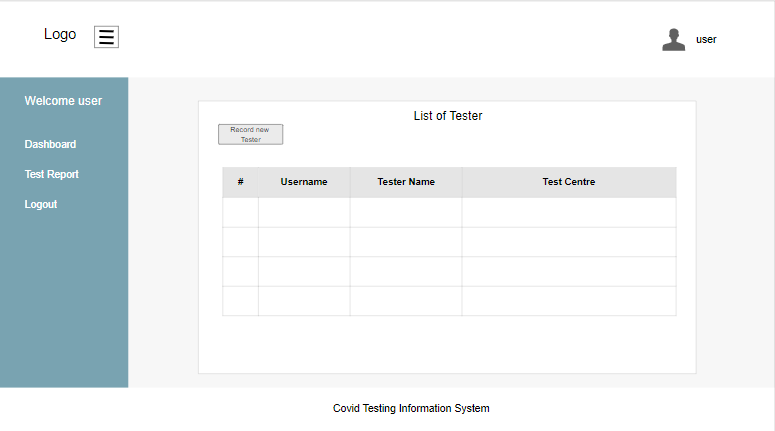 Logo
user
Welcome user
Dashboard
Test Report
Logout
List of Tester
Record new
Tester
# Username Tester Name Test Centre
Covid Testing Information System